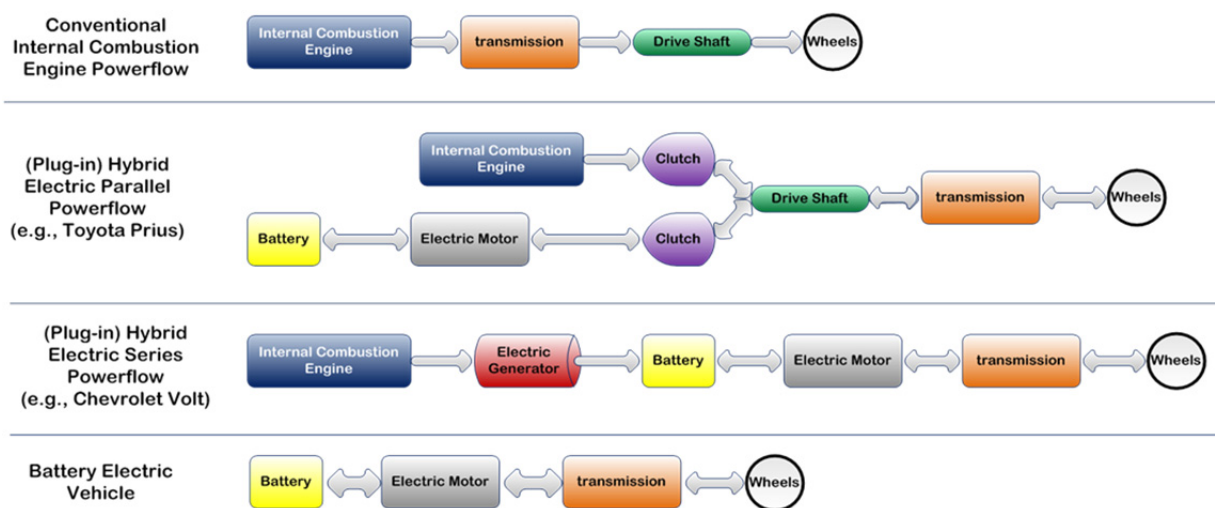 Conventional
Internal Combustion
Engine Powerflow
Internal Combustion
Engine
transmission
Drive Shaft
Wheels
(Plug-in) Hybrid
Electric Parallel
Powerflow
(e.g., Toyota Prius)
Internal Combustion
Engine
Clutch
Battery
Electric Motor
Clutch
Drive Shaft
transmission
Wheels
(Plug-in) Hybrid
Electric Series
Powerflow
(e.g., Chevrolet Volt)
Internal Combustion
Engine
Electric
Generator
Battery
Electric Motor
transmission
Wheels
Battery Electric
Vehicle
Battery
Electric Motor
transmission
Wheels